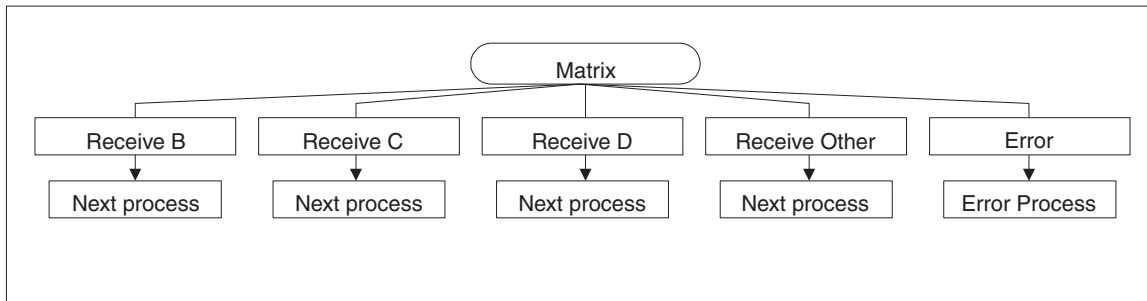 Matrix
Receive B
Receive C
Receive D
Receive Other
Error
Next process
Next process
Next process
Next process
Error Process